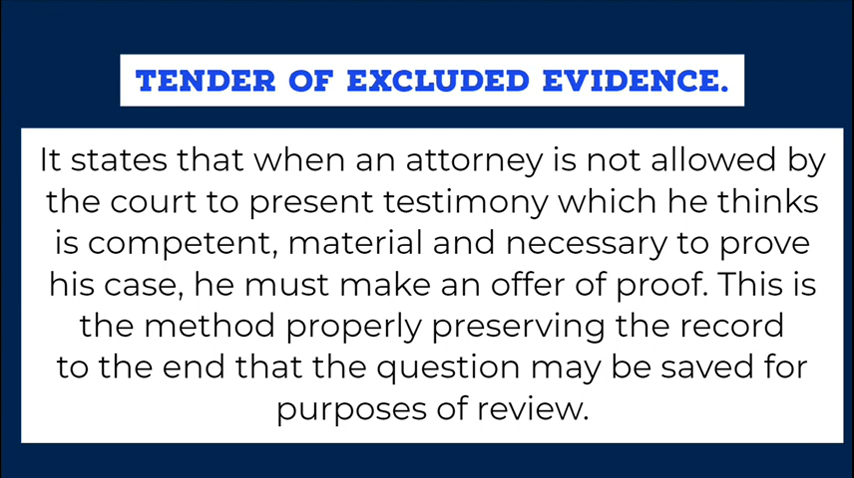 TENDER OF EXCLUDED EVIDENCE.
It states that when an attorney is not allowed by
the court to present testimony which he thinks
is competent, material and necessary to prove
his case, he must make an offer of proof. This is
the method properly preserving the record
to the end that the question may be saved for
purposes of review.